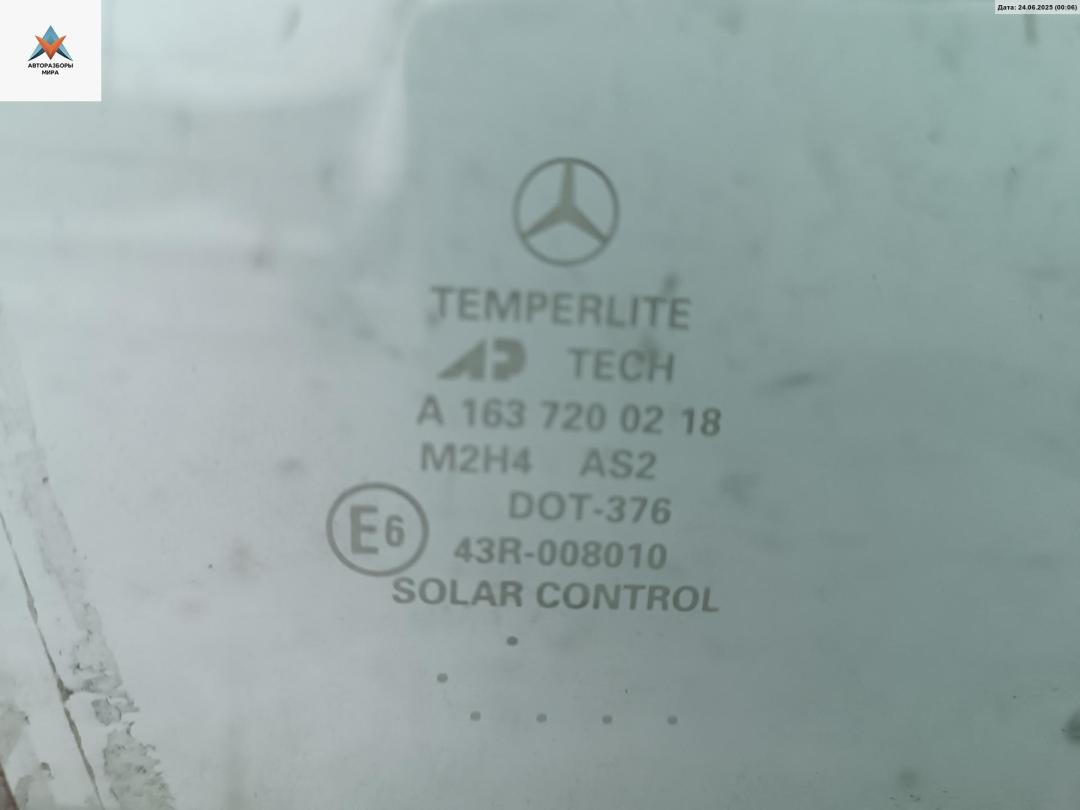 Дата: 24.06.2025 (00:06)
АВТОРАЗБОРЫ
МИРА
TEMPERLITE
AP TECH
A 163 720 02 18
M2H4 AS2
DOT-376
E6 43R-008010
SOLAR CONTROL